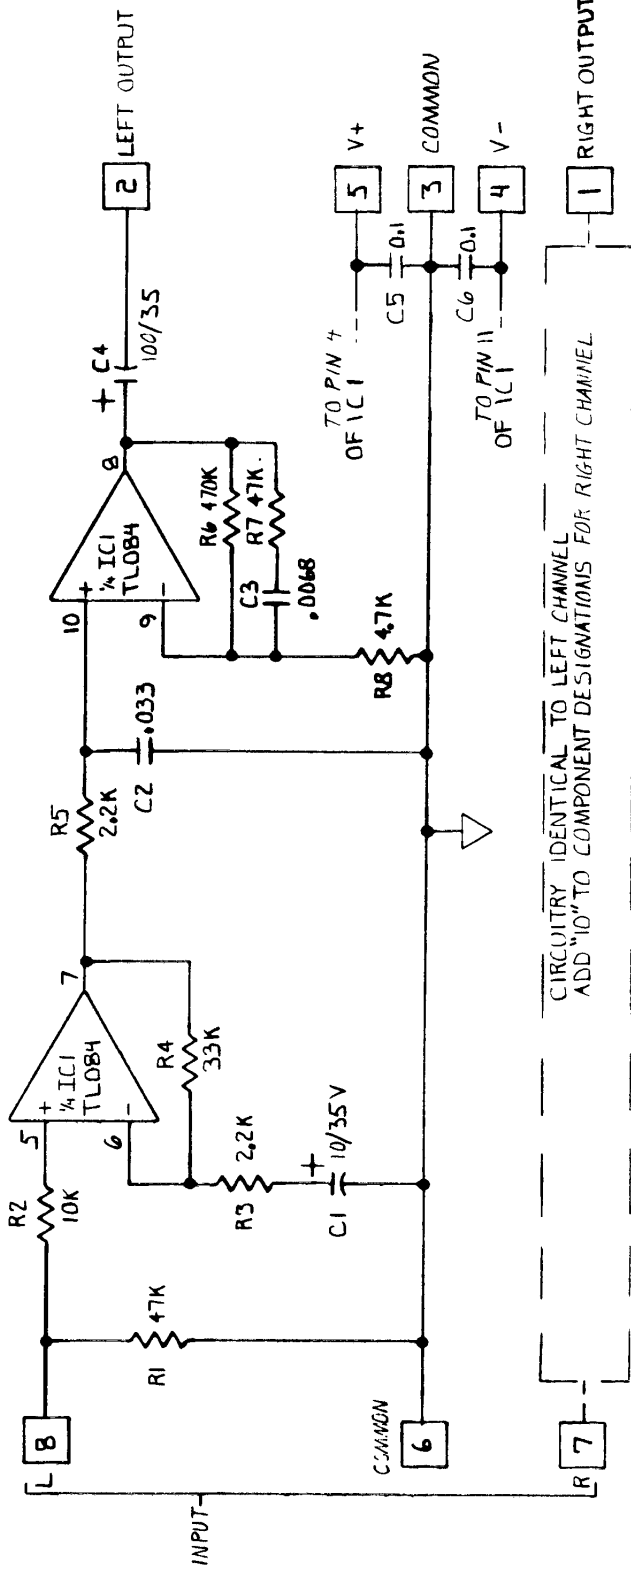 INPUT
L
8
R1
47K
R2
10K
5
6
+
-
¼ IC1
TL084
7
R3
2.2K
R4
33K
C1
+
10/35V
R5
2.2K
C2
.033
10
9
+
-
¼ IC1
TL084
8
R6 470K
R7 47K
C3
.0068
R8
4.7K
+
C4
100/35
2
LEFT OUTPUT
COMMON
6
TO PIN 4
OF IC1
C5
0.1
5
V+
3
COMMON
C6
0.1
TO PIN 11
OF IC1
4
V-
R
7
CIRCUITRY IDENTICAL TO LEFT CHANNEL
ADD "10" TO COMPONENT DESIGNATIONS FOR RIGHT CHANNEL.
1
RIGHT OUTPUT